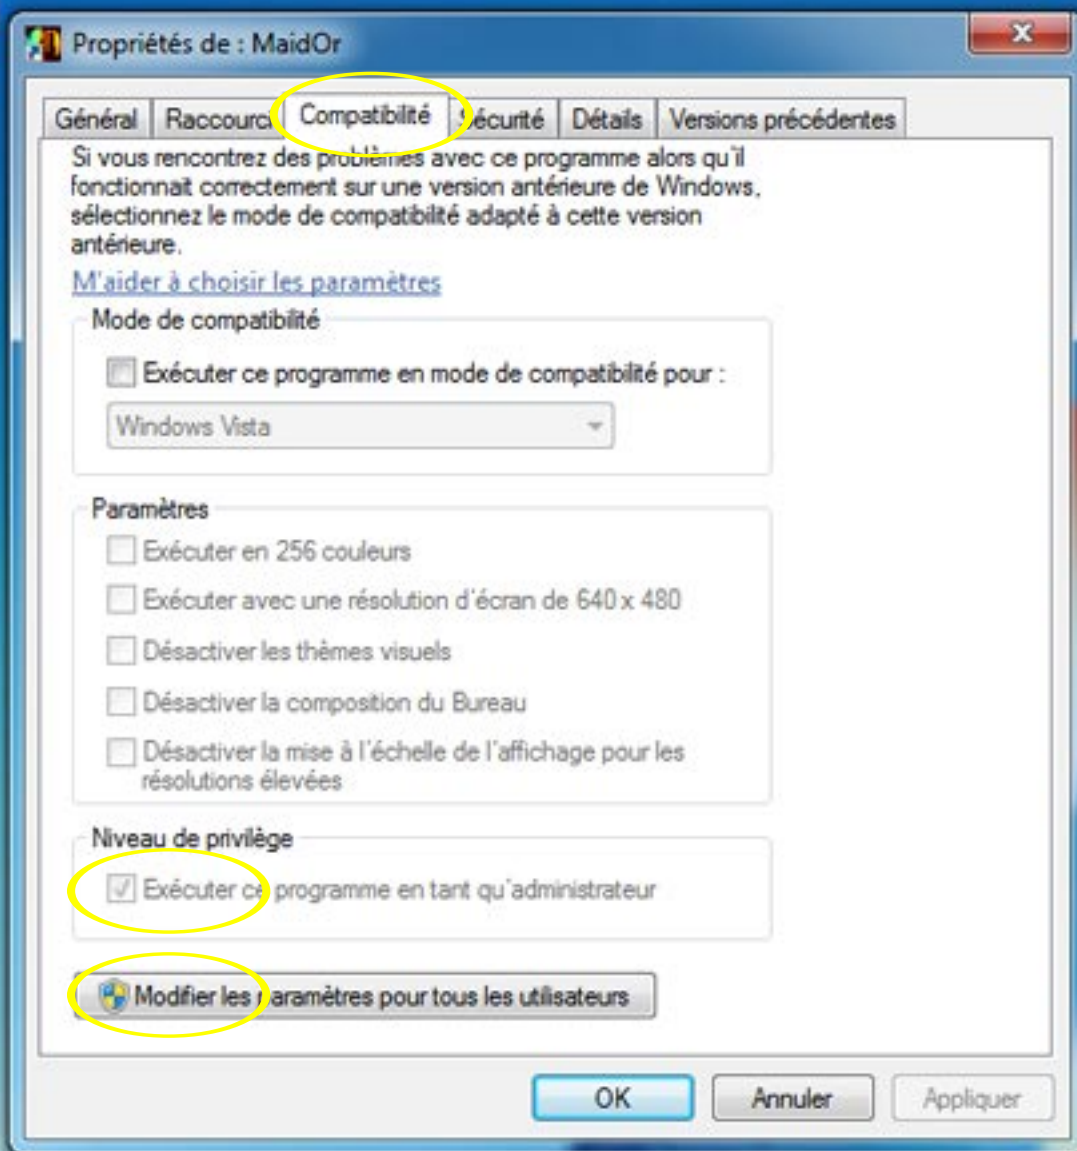 Propriétés de : MaidOr
Général Raccourci Compatibilité Sécurité Détails Versions précédentes
Si vous rencontrez des problèmes avec ce programme alors qu'il
fonctionnait correctement sur une version antérieure de Windows,
sélectionnez le mode de compatibilité adapté à cette version
antérieure.
M'aider à choisir les paramètres
Mode de compatibilité
Exécuter ce programme en mode de compatibilité pour :
Windows Vista
Paramètres
Exécuter en 256 couleurs
Exécuter avec une résolution d'écran de 640 x 480
Désactiver les thèmes visuels
Désactiver la composition du Bureau
Désactiver la mise à l'échelle de l'affichage pour les
résolutions élevées
Niveau de privilège
Exécuter ce programme en tant qu'administrateur
Modifier les paramètres pour tous les utilisateurs
OK Annuler Appliquer